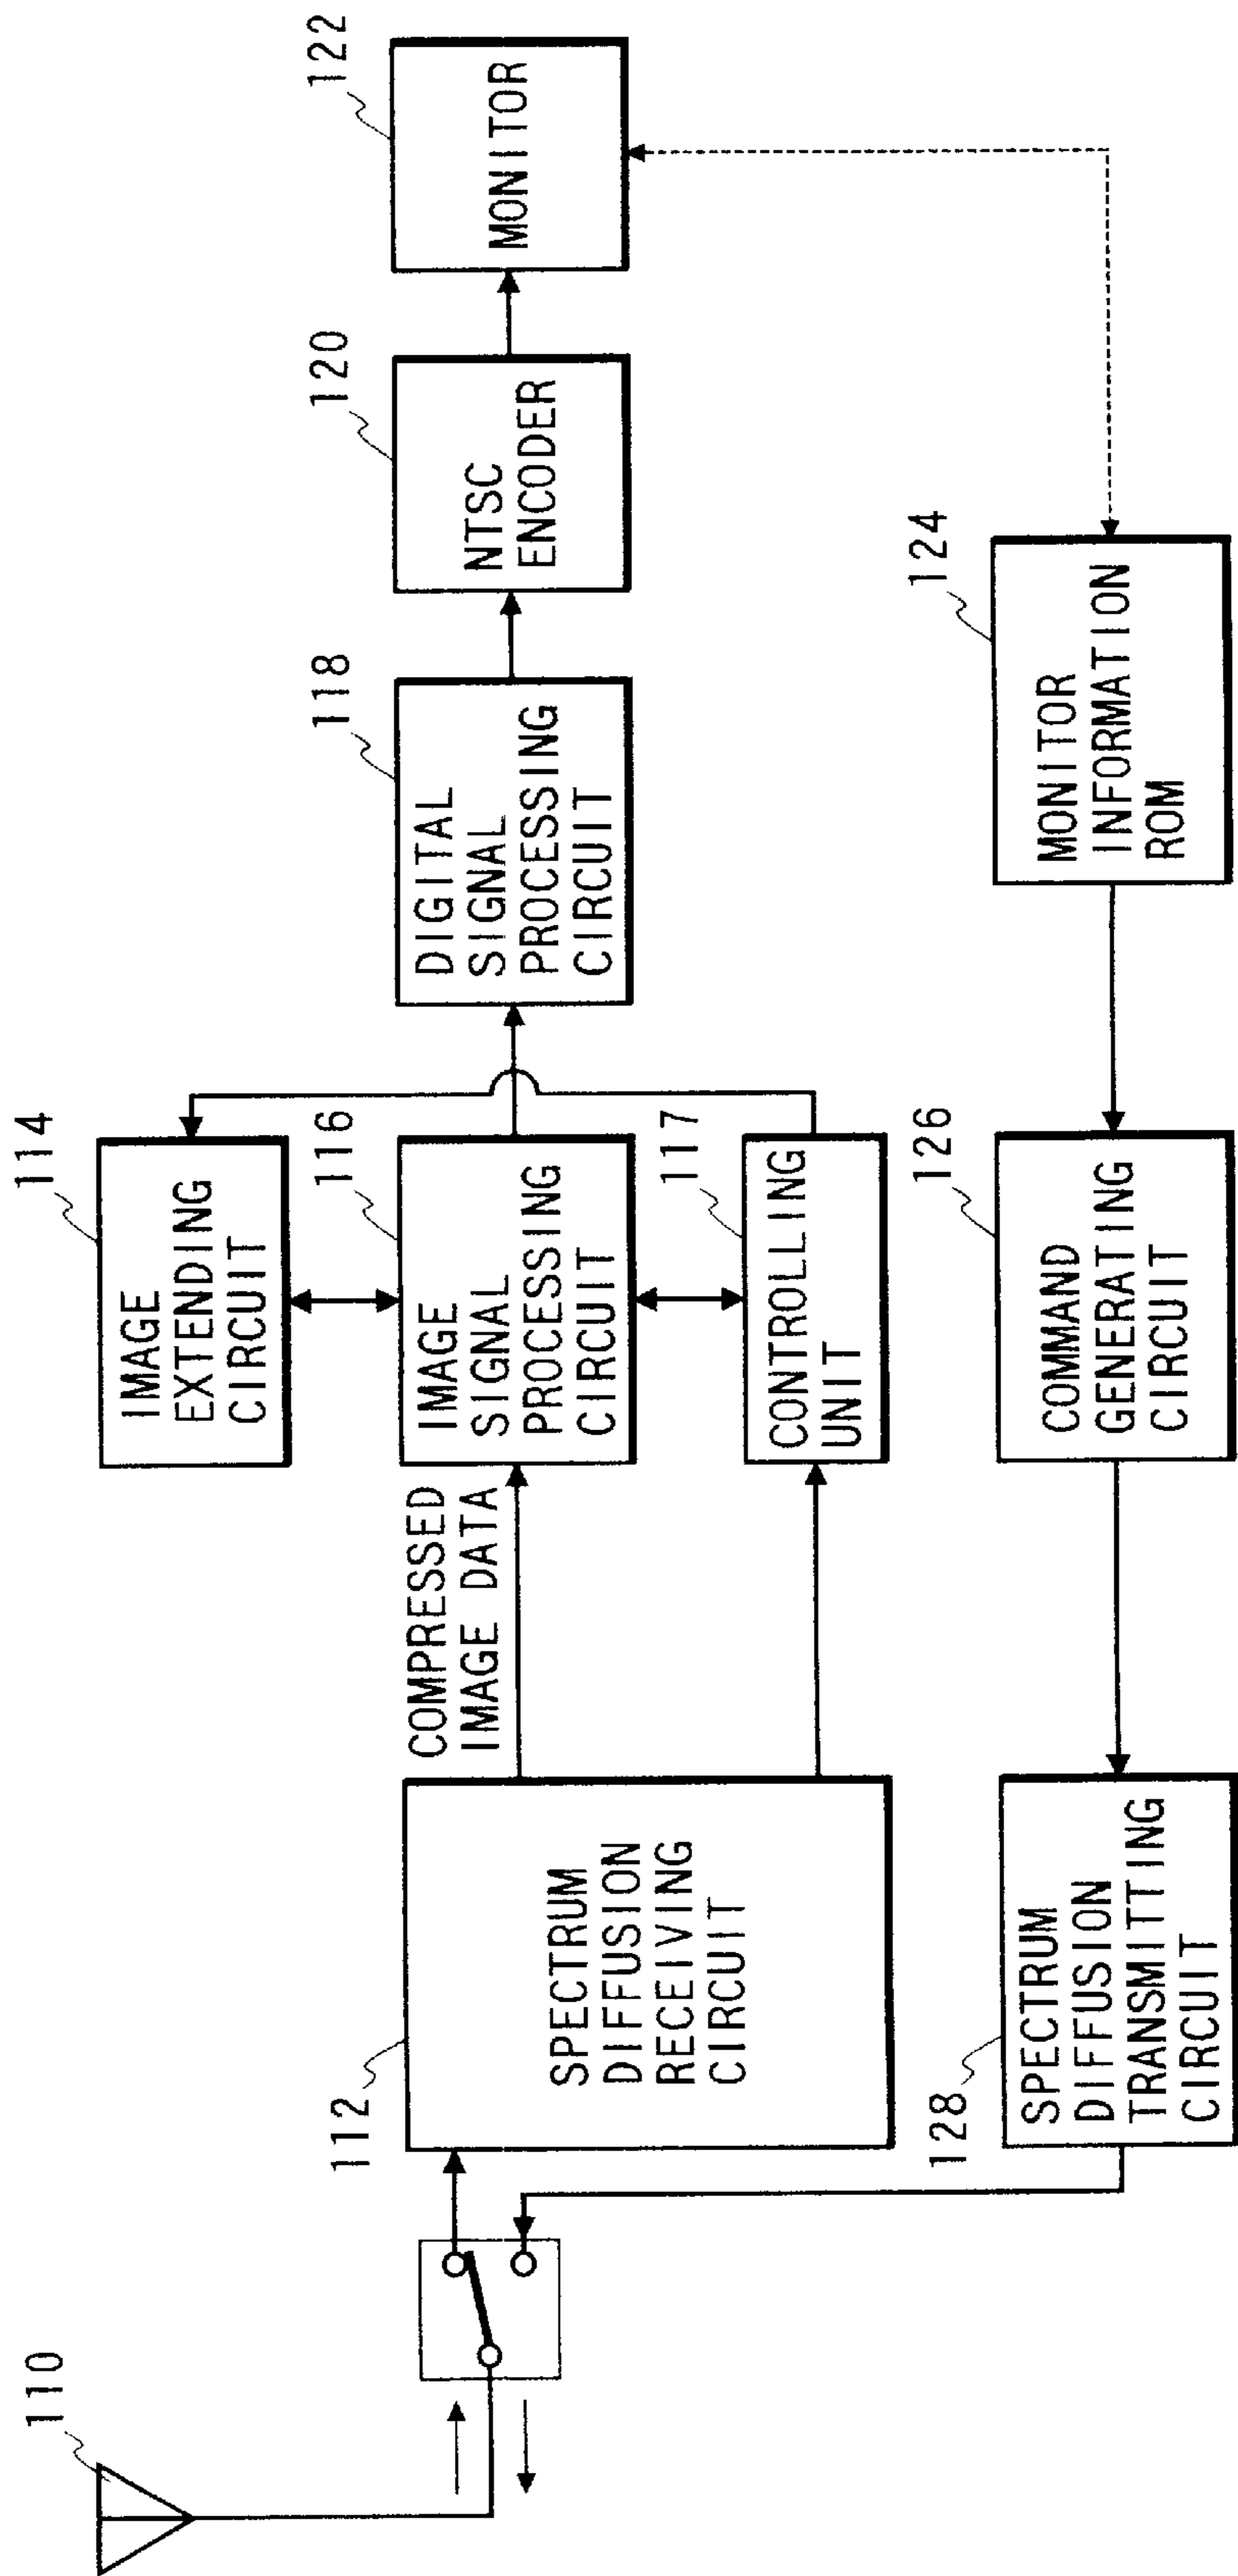 110
112
SPECTRUM
DIFFUSION
RECEIVING
CIRCUIT
COMPRESSED
IMAGE DATA
114
IMAGE
EXTENDING
CIRCUIT
116
IMAGE
SIGNAL
PROCESSING
CIRCUIT
117
CONTROLLING
UNIT
118
DIGITAL
SIGNAL
PROCESSING
CIRCUIT
120
NTSC
ENCODER
122
MONITOR
124
MONITOR
INFORMATION
ROM
126
COMMAND
GENERATING
CIRCUIT
128
SPECTRUM
DIFFUSION
TRANSMITTING
CIRCUIT